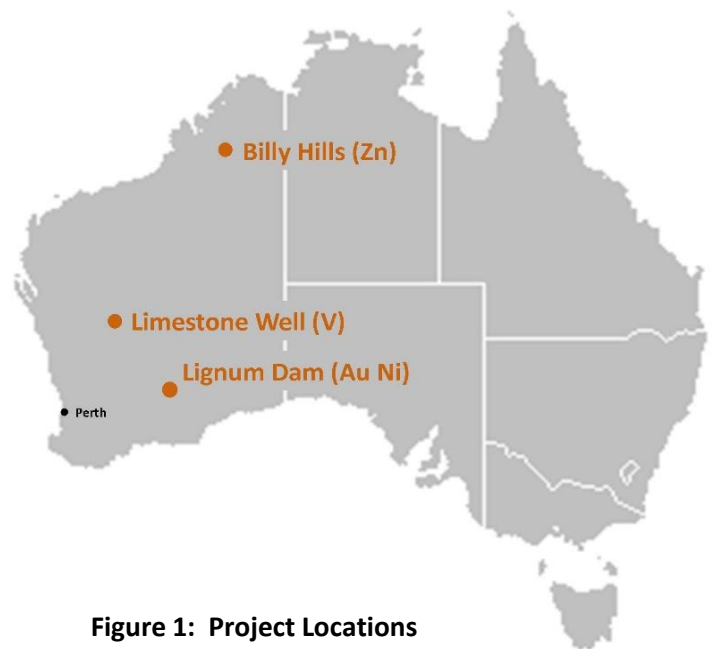 Billy Hills (Zn)
Limestone Well (V)
Lignum Dam (Au Ni)
Perth
Figure 1: Project Locations